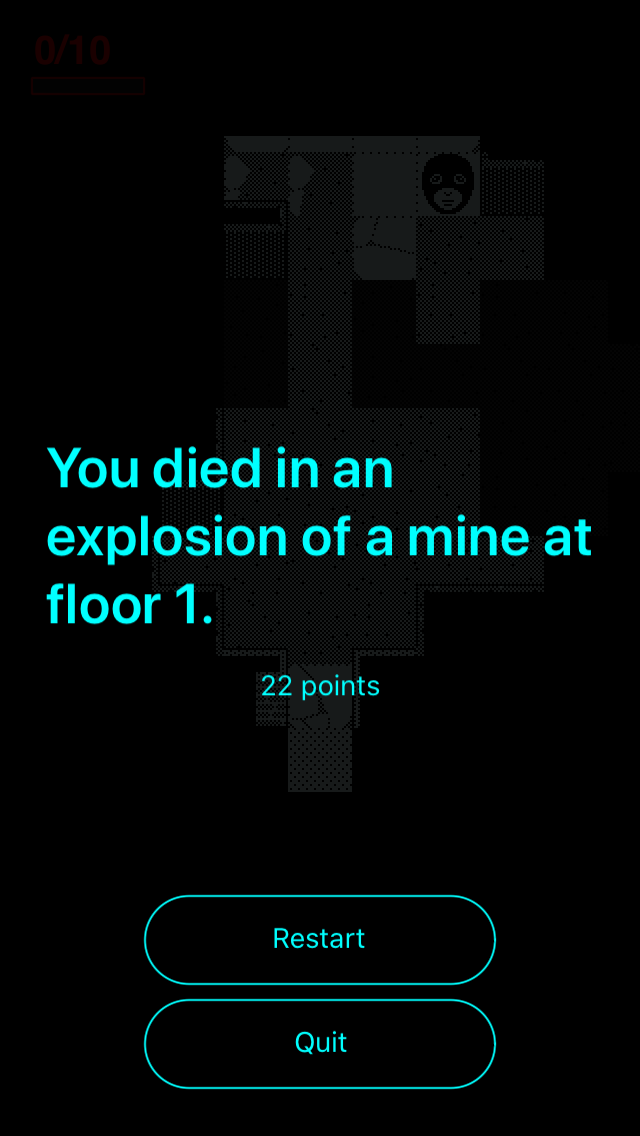 0/10
You died in an
explosion of a mine at
floor 1.
22 points
Restart
Quit